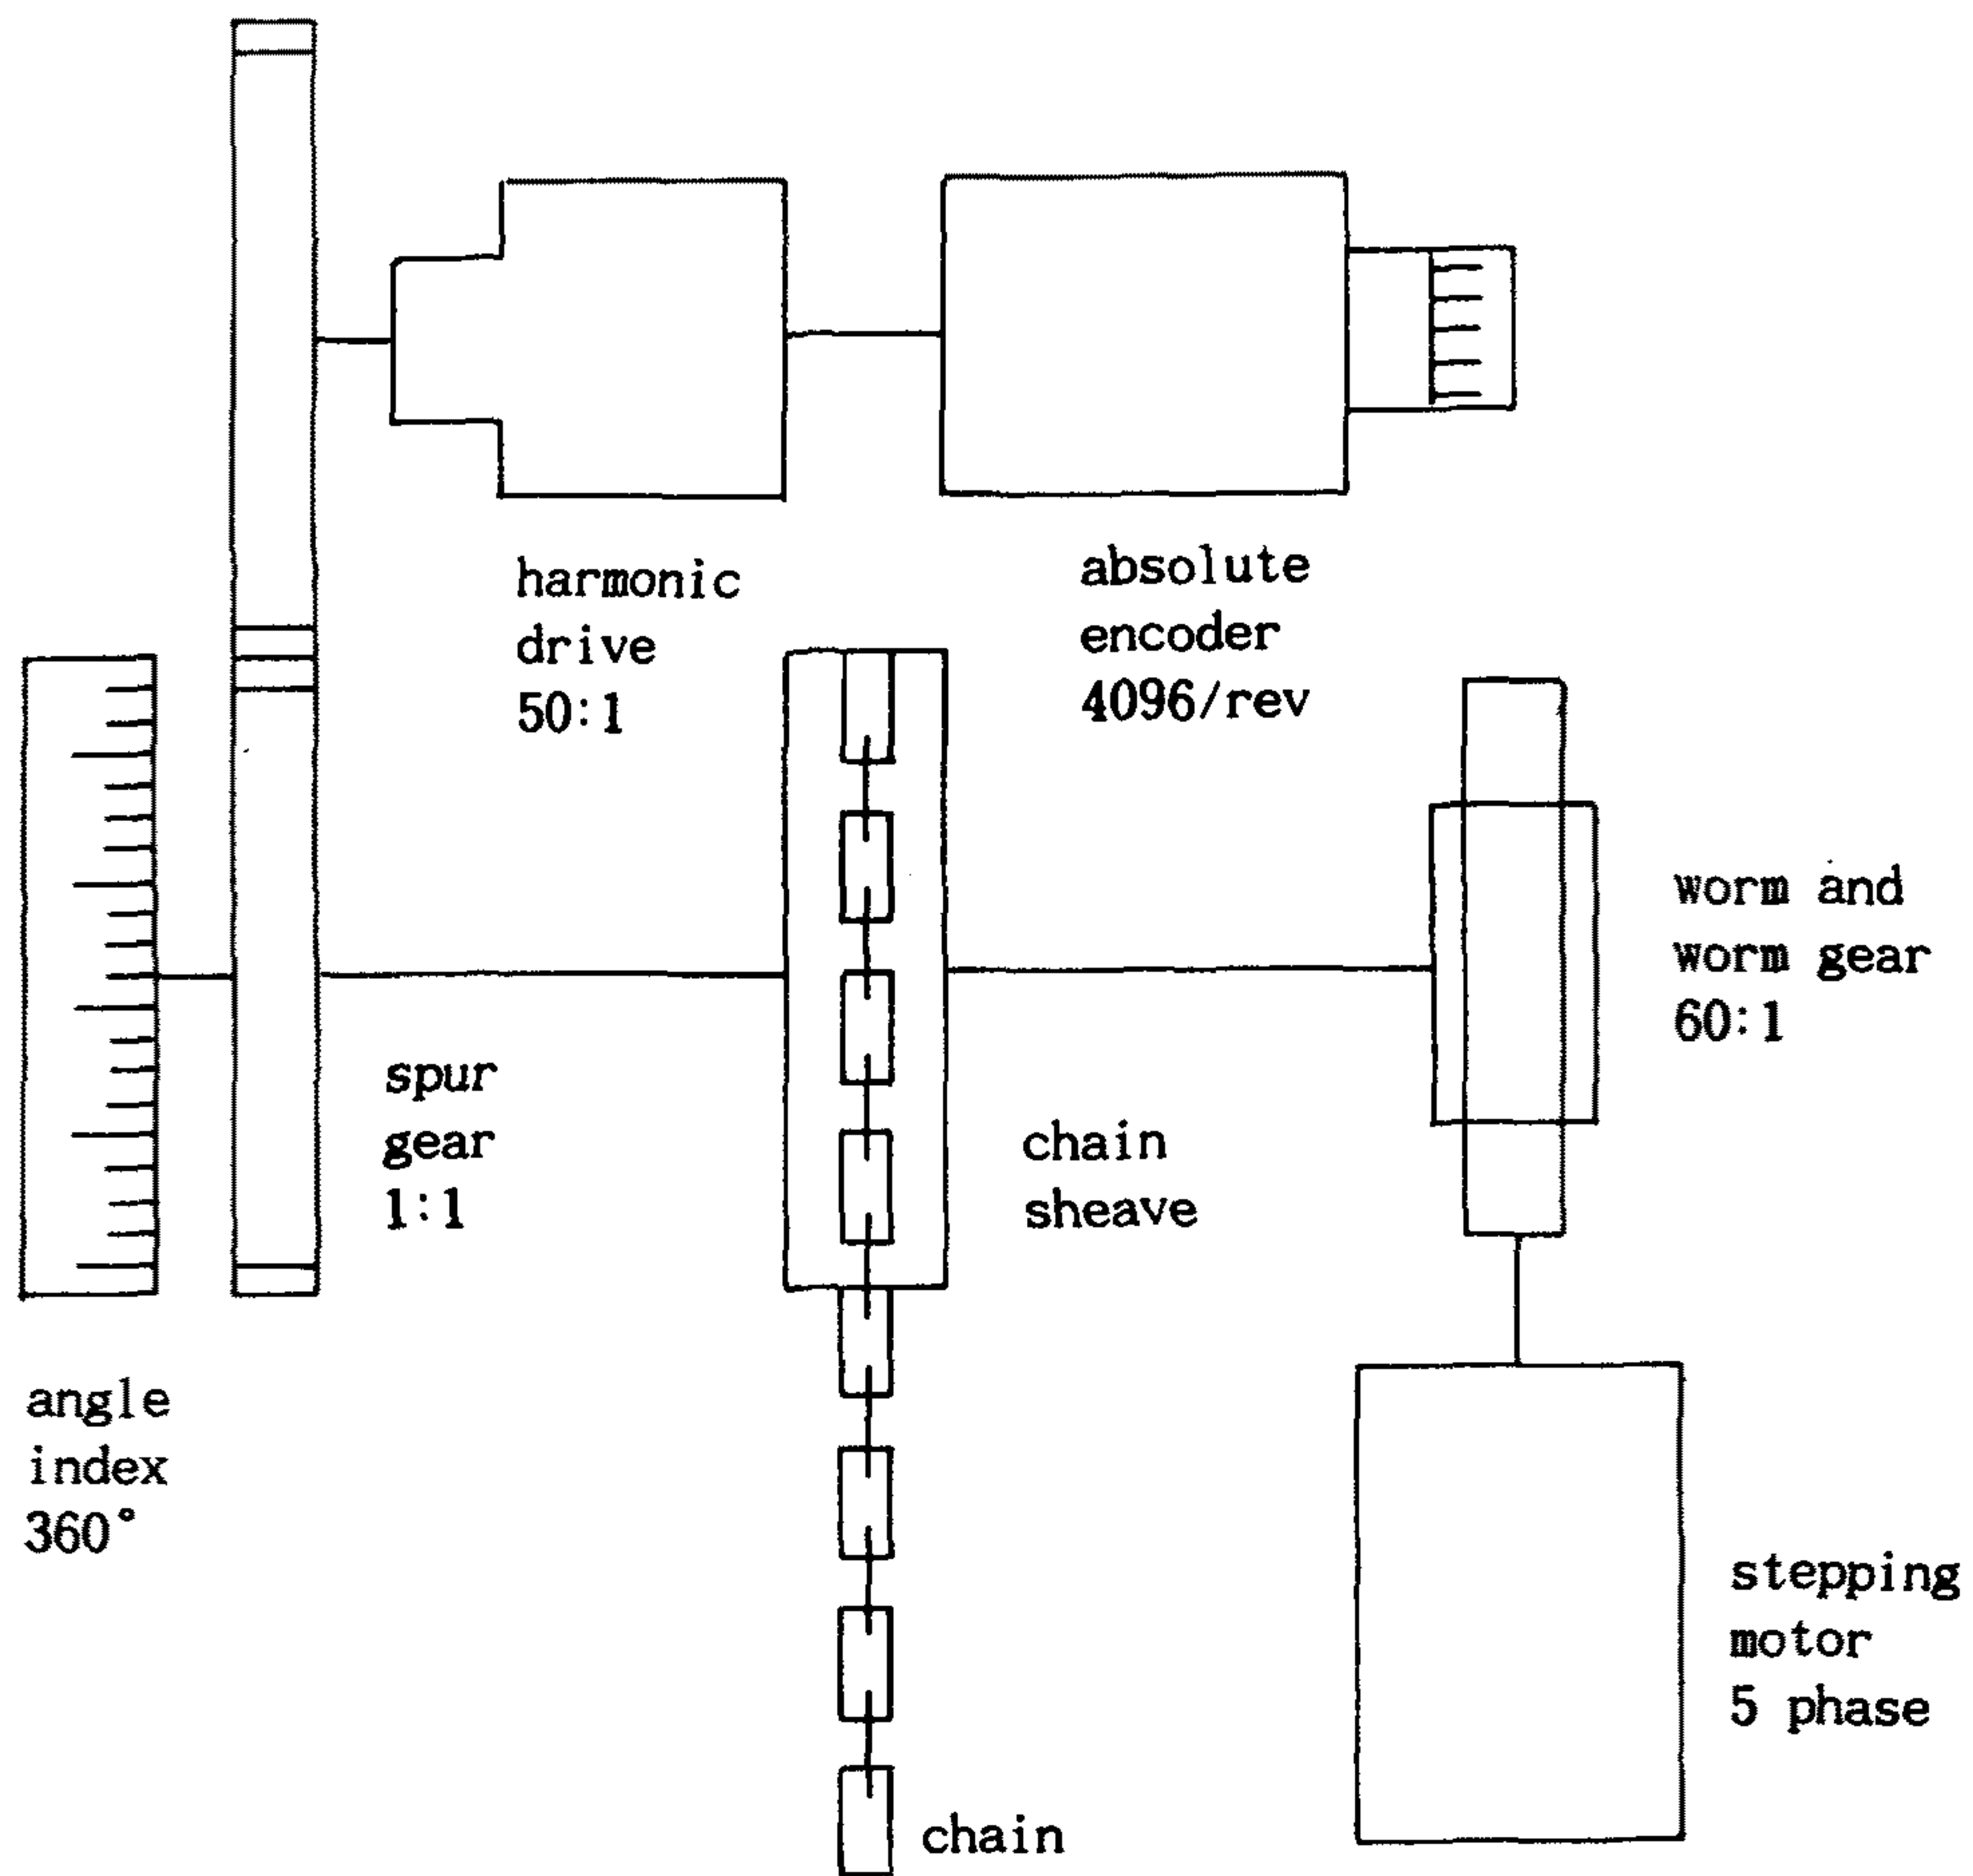 harmonic
drive
50:1
absolute
encoder
4096/rev
worm and
worm gear
60:1
spur
gear
1:1
chain
sheave
angle
index
360°
stepping
motor
5 phase
chain